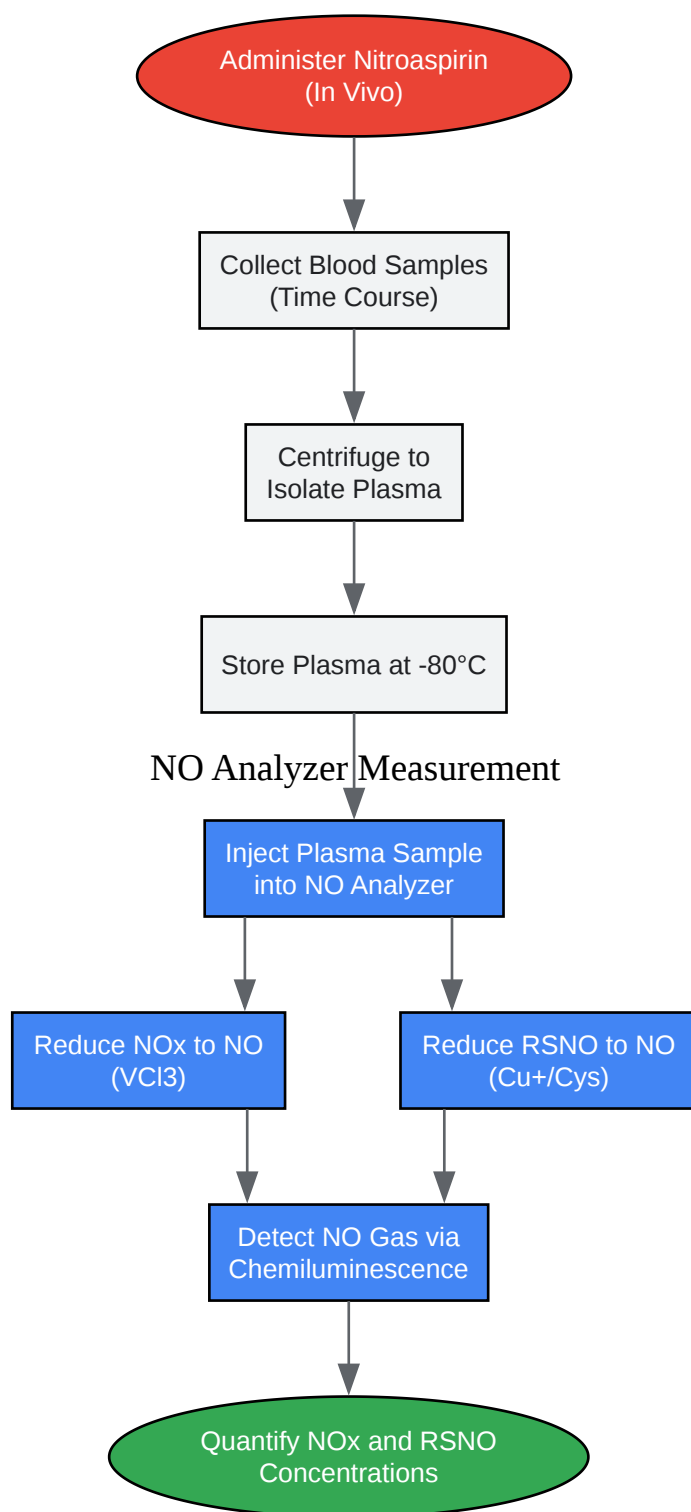 Administer Nitroaspirin
(In Vivo)
Collect Blood Samples
(Time Course)
Centrifuge to
Isolate Plasma
Store Plasma at -80°C
NO Analyzer Measurement
Inject Plasma Sample
into NO Analyzer
Reduce NOx to NO
(VCl3)
Reduce RSNO to NO
(Cu+/Cys)
Detect NO Gas via
Chemiluminescence
Quantify NOx and RSNO
Concentrations